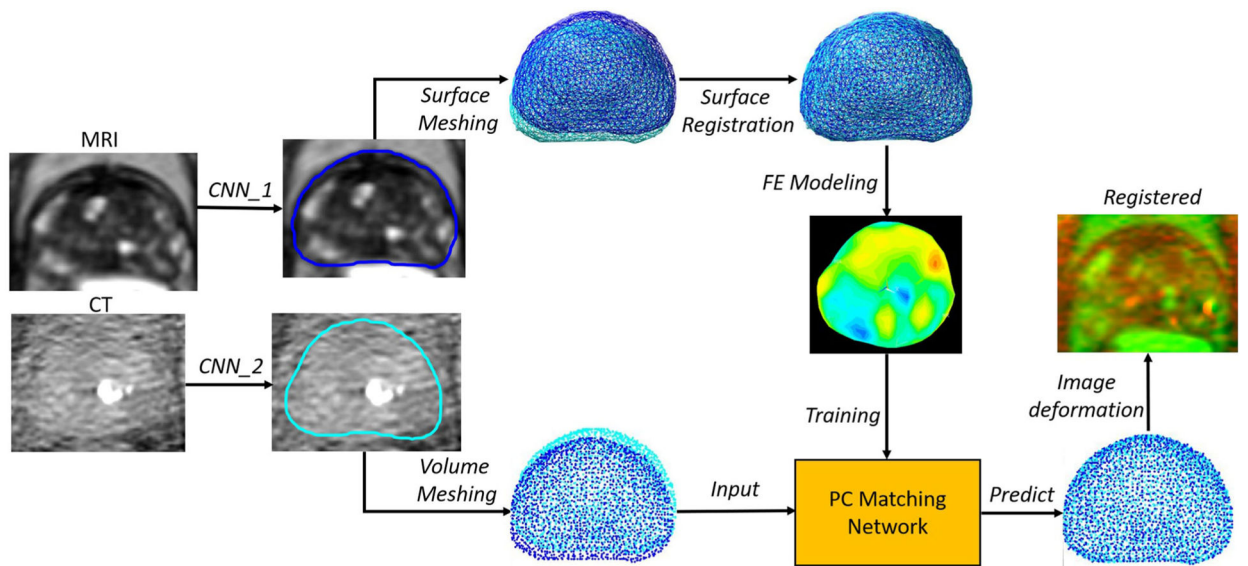 MRI
CNN_1
Surface
Meshing
Surface
Registration
FE Modeling
Registered
CT
CNN_2
Training
Image
deformation
Volume
Meshing
Input
PC Matching
Network
Predict